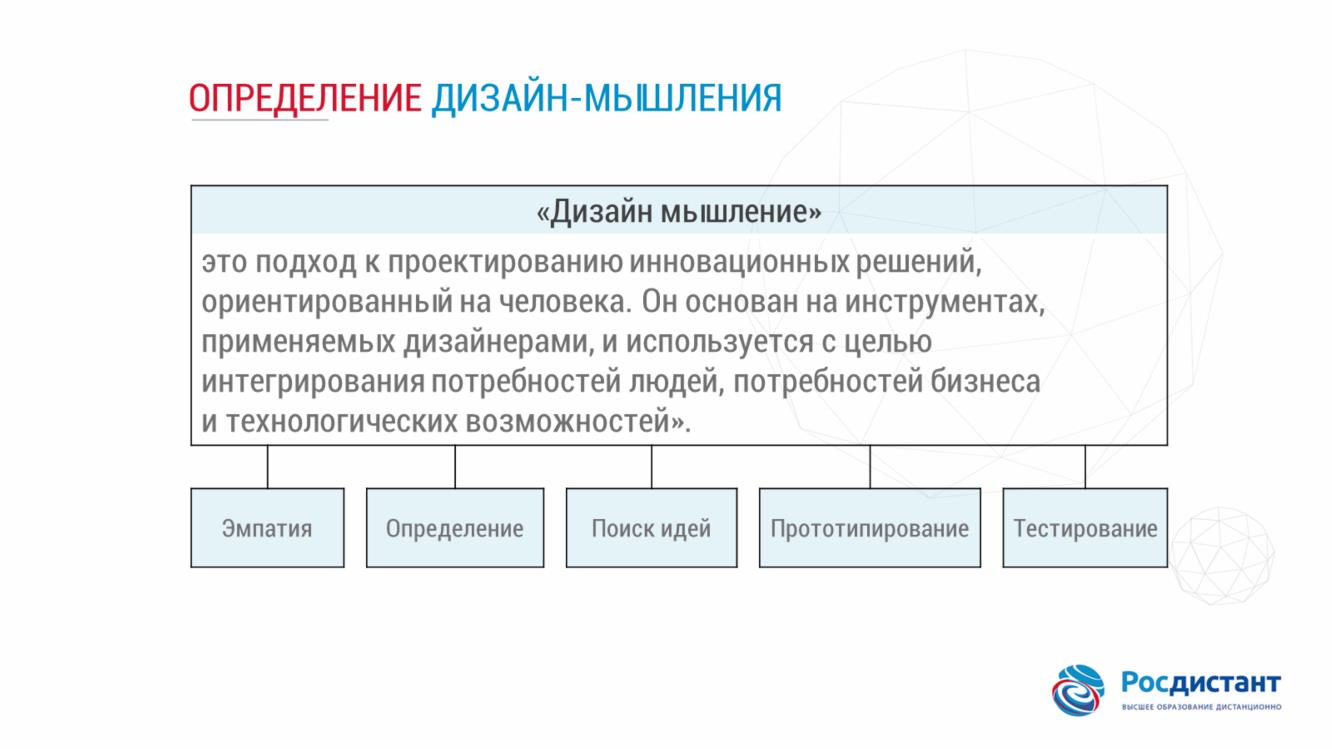 ОПРЕДЕЛЕНИЕ ДИЗАЙН-МЫШЛЕНИЯ
«Дизайн мышление»
это подход к проектированию инновационных решений,
ориентированный на человека. Он основан на инструментах,
применяемых дизайнерами, и используется с целью
интегрирования потребностей людей, потребностей бизнеса
и технологических возможностей».
Эмпатия
Определение
Поиск идей
Прототипирование
Тестирование
Росдистант
ВЫСШЕЕ ОБРАЗОВАНИЕ ДИСТАНЦИОННО